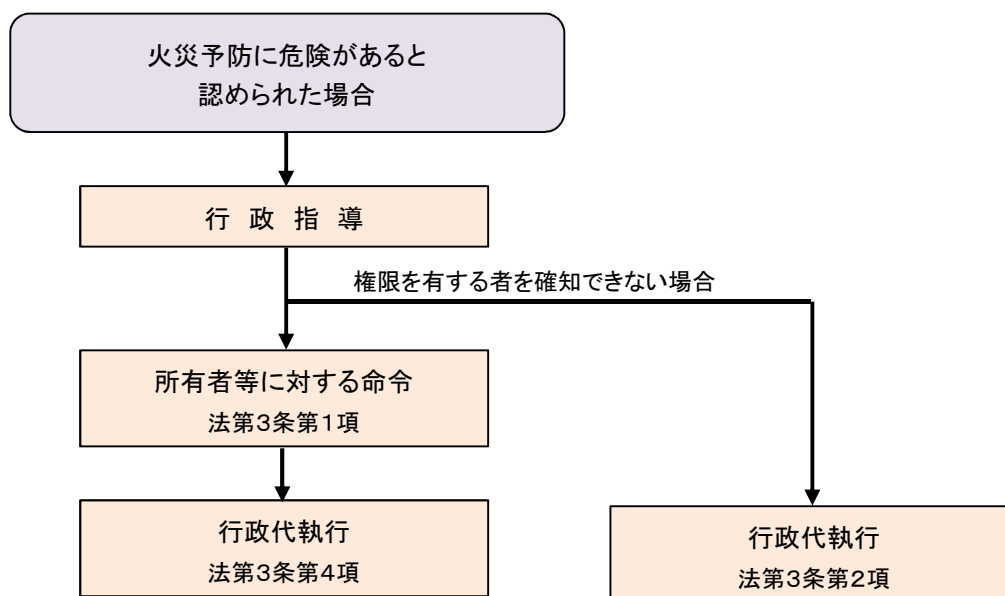 火災予防に危険があると
認められた場合
行 政 指 導
権限を有する者を確知できない場合
所有者等に対する命令
法第3条第1項
行政代執行
法第3条第4項
行政代執行
法第3条第2項